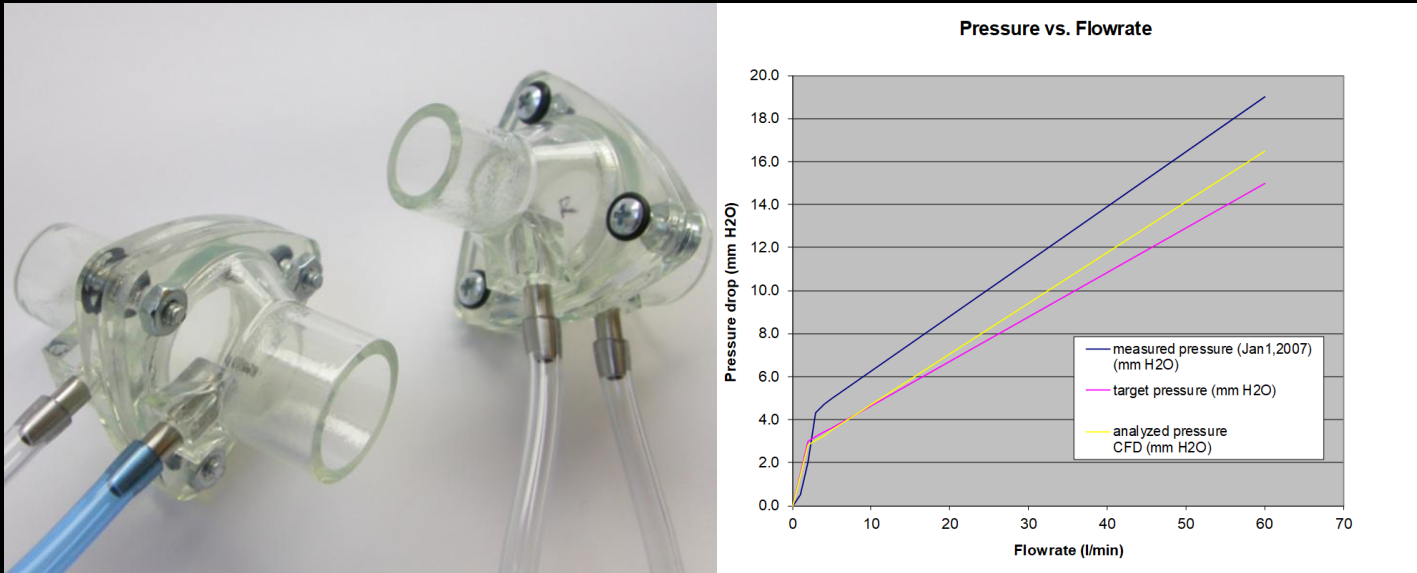 Pressure vs. Flowrate
20.0
18.0
16.0
14.0
12.0
10.0
8.0
6.0
4.0
2.0
0.0
Pressure drop (mm H2O)
measured pressure (Jan1,2007)
(mm H2O)
target pressure (mm H2O)
analyzed pressure
CFD (mm H2O)
0 10 20 30 40 50 60 70
Flowrate (l/min)